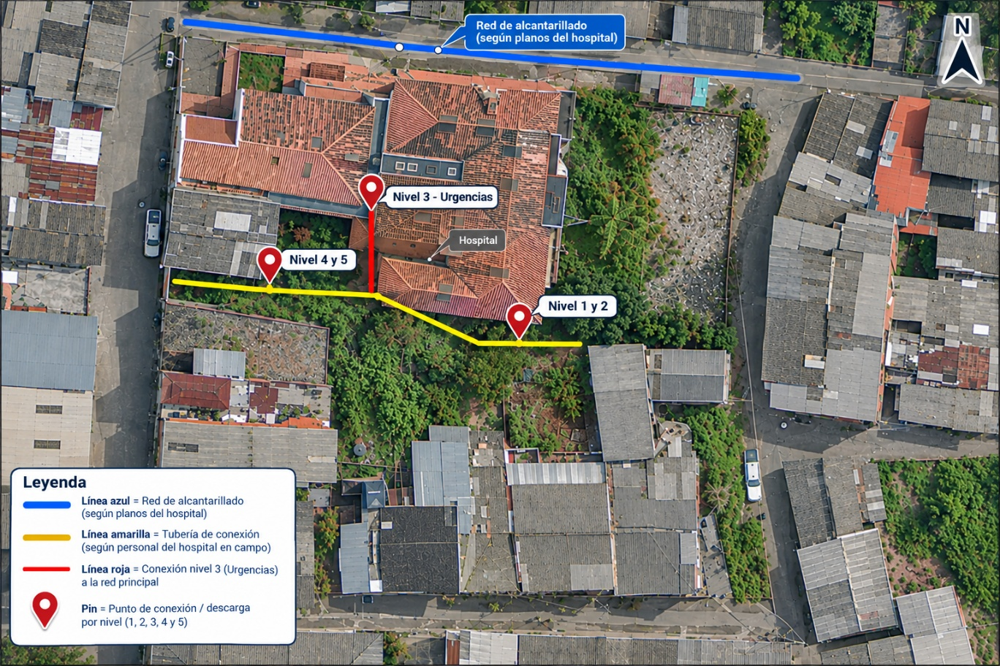 Red de alcantarillado
(según planos del hospital)
N
Nivel 3 - Urgencias
Hospital
Nivel 4 y 5
Nivel 1 y 2
Leyenda
Línea azul = Red de alcantarillado
(según planos del hospital)
Línea amarilla = Tubería de conexión
(según personal del hospital en campo)
Línea roja = Conexión nivel 3 (Urgencias)
a la red principal
Pin = Punto de conexión / descarga
por nivel (1, 2, 3, 4 y 5)